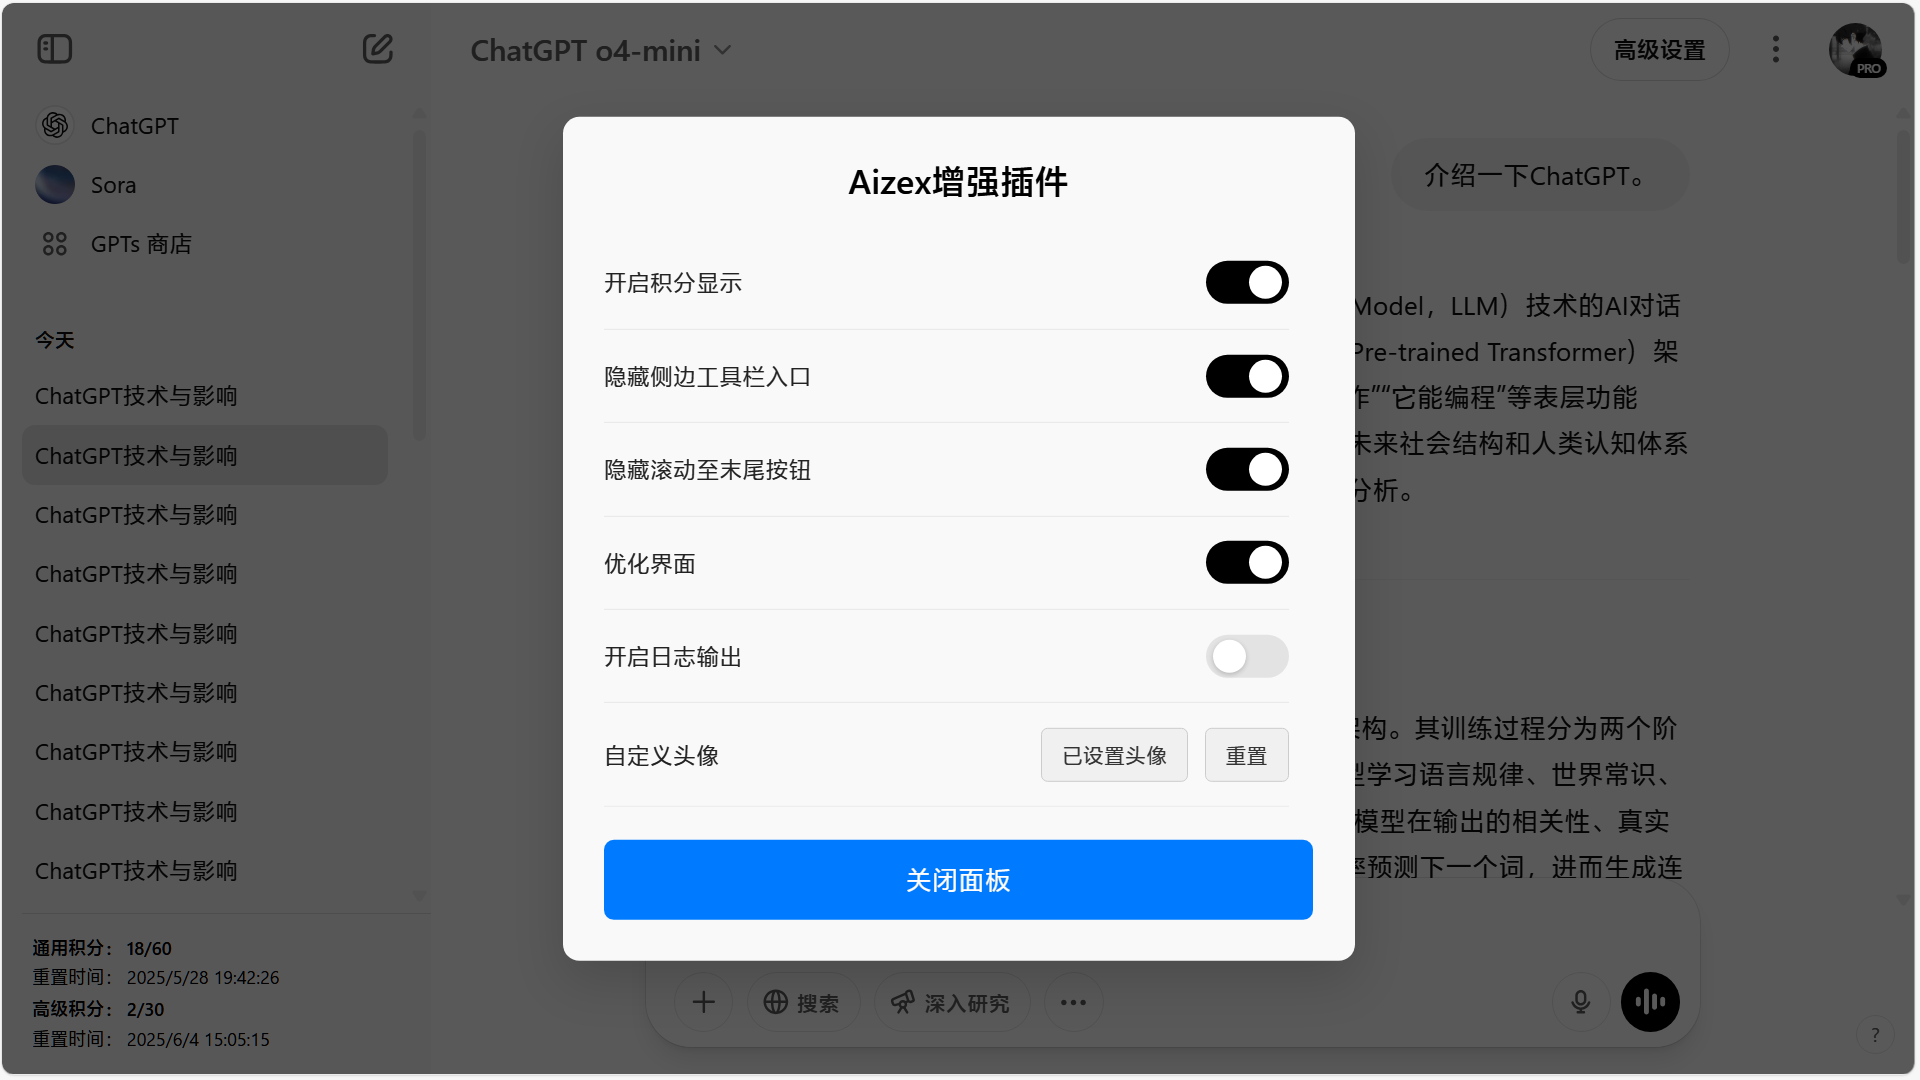 ChatGPT o4-mini
高级设置
PRO
ChatGPT
Sora
GPTs 商店
今天
ChatGPT技术与影响
ChatGPT技术与影响
ChatGPT技术与影响
ChatGPT技术与影响
ChatGPT技术与影响
ChatGPT技术与影响
ChatGPT技术与影响
ChatGPT技术与影响
ChatGPT技术与影响
通用积分： 18/60
重置时间： 2025/5/28 19:42:26
高级积分： 2/30
重置时间： 2025/6/4 15:05:15
介绍一下ChatGPT。
Model，LLM）技术的AI对话
Pre-trained Transformer）架
作”“它能编程”等表层功能
未来社会结构和人类认知体系
分析。
架构。其训练过程分为两个阶
型学习语言规律、世界常识、
模型在输出的相关性、真实
率预测下一个词，进而生成连
Aizex增强插件
开启积分显示
隐藏侧边工具栏入口
隐藏滚动至末尾按钮
优化界面
开启日志输出
自定义头像
已设置头像
重置
关闭面板
搜索
深入研究
?